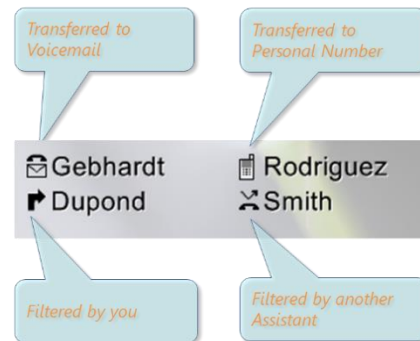 Transferred to
Voicemail
Transferred to
Personal Number
Gebhardt
Rodriguez
Dupond
Smith
Filtered by you
Filtered by another
Assistant